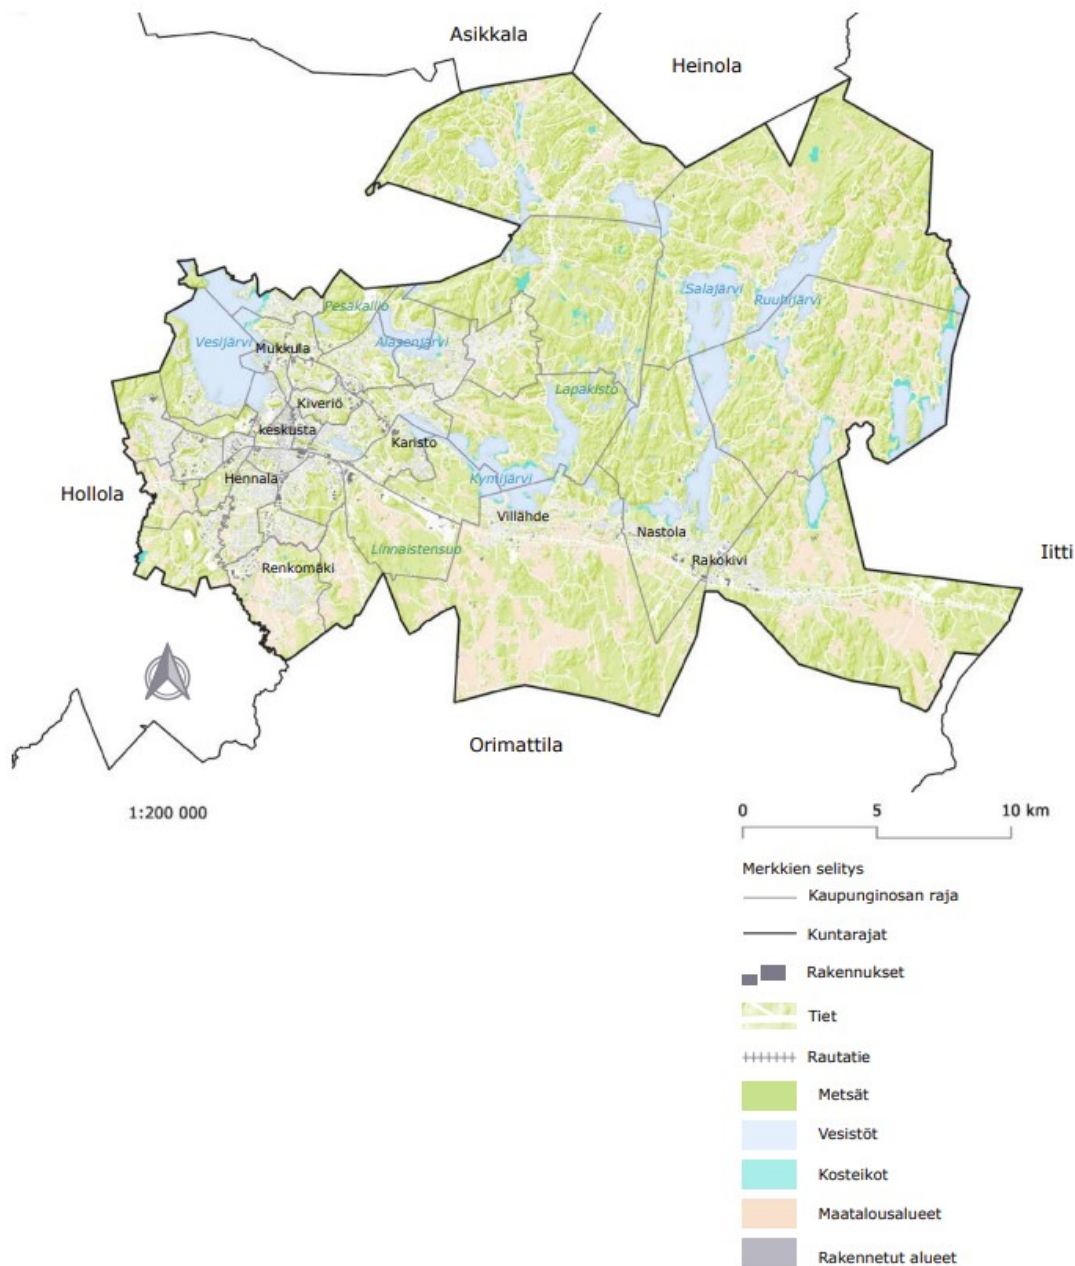 Asikkala
Heinola
Salajärvi
Ruuhijärvi
Pesäkallio
Vesijärvi
Mukkula
Alasenjärvi
Lapakisto
Kiveriö
keskusta
Karisto
Hollola
Hennala
Kymijärvi
Villähde
Nastola
Linnaistensuo
Rakokivi
Iitti
Renkomäki
Orimattila
1:200 000
0 5 10 km
Merkkien selitys
Kaupunginosan raja
Kuntarajat
Rakennukset
Tiet
Rautatie
Metsät
Vesistöt
Kosteikot
Maatalousalueet
Rakennetut alueet